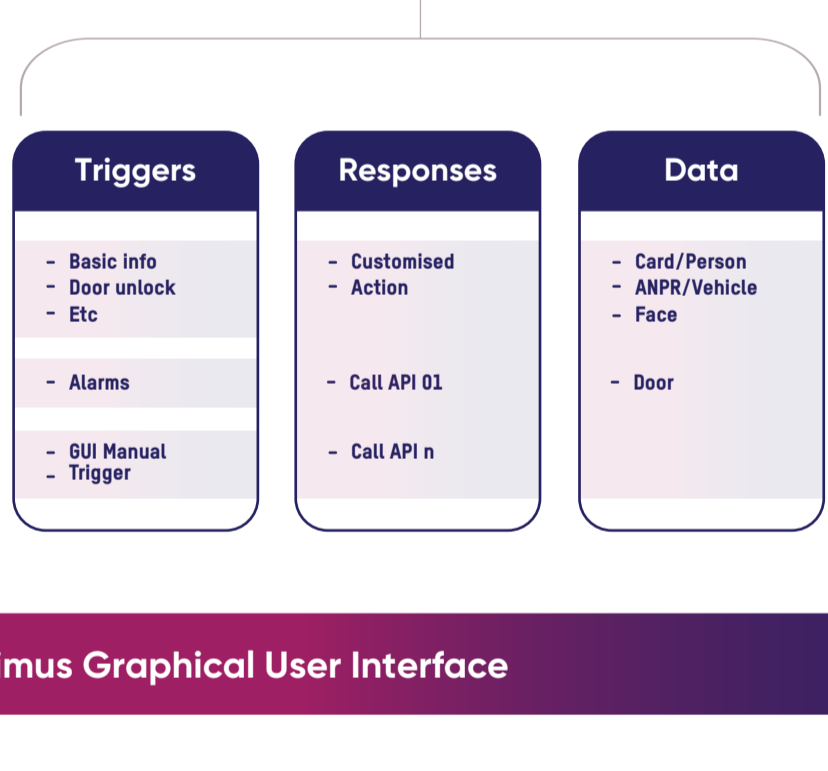 Triggers
- Basic info
- Door unlock
- Etc
- Alarms
- GUI Manual
- Trigger
Responses
- Customised
- Action
- Call API 01
- Call API n
Data
- Card/Person
- ANPR/Vehicle
- Face
- Door
imus Graphical User Interface